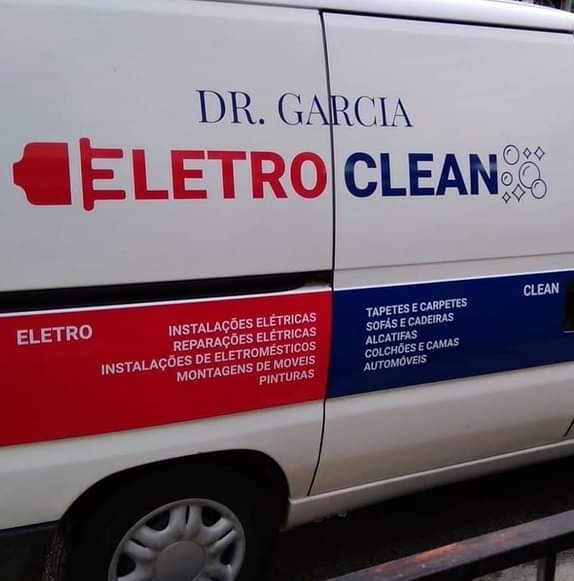 DR. GARCIA
ELETRO CLEAN
ELETRO
INSTALAÇÕES ELÉTRICAS
REPARAÇÕES ELÉTRICAS
INSTALAÇÕES DE ELETROMÉSTICOS
MONTAGENS DE MOVEIS
PINTURAS
CLEAN
TAPETES E CARPETES
SOFÁS E CADEIRAS
ALCATIFAS
COLCHÕES E CAMAS
AUTOMÓVEIS